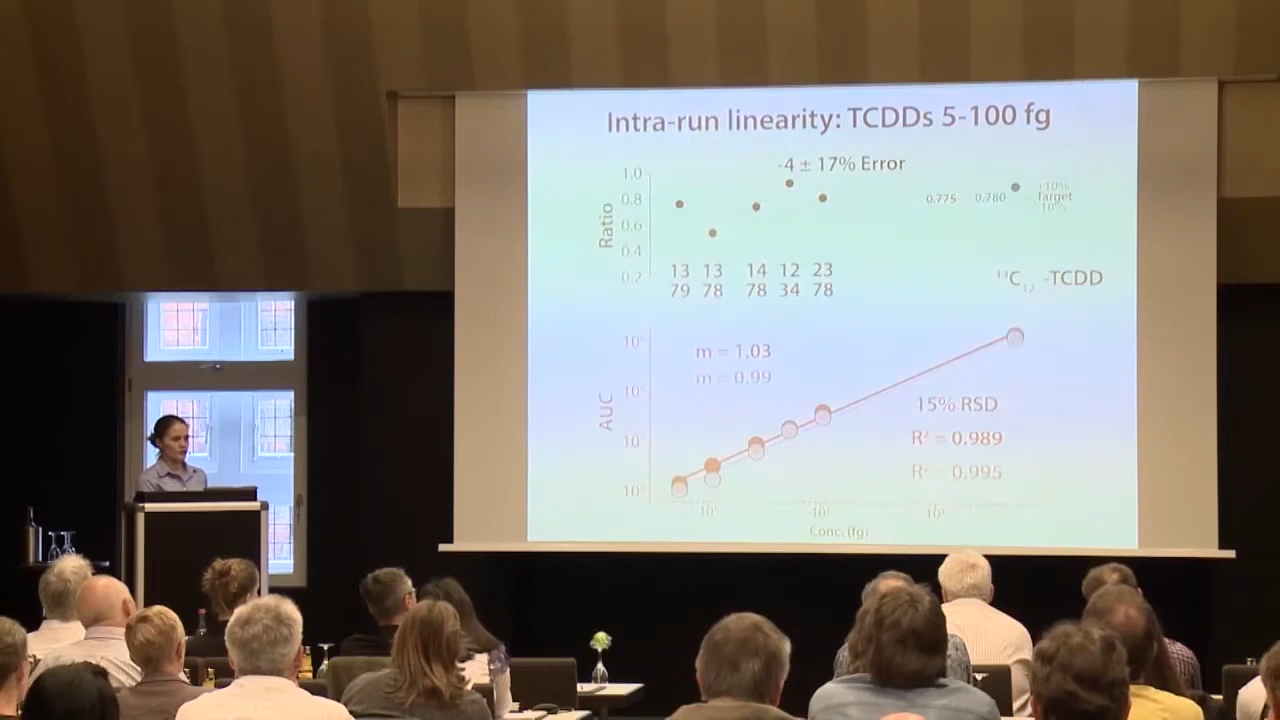 Intra-run linearity: TCDDs 5-100 fg
-4 ± 17% Error
Ratio
1.0
0.8
0.6
0.4
0.2
0.775 0.780
Target
13 13 14 12 23
79 78 78 34 78
¹³C₁₂ -TCDD
AUC
m = 1.03
m = 0.99
15% RSD
R² = 0.989
R² 0.995
Conc. (fg)